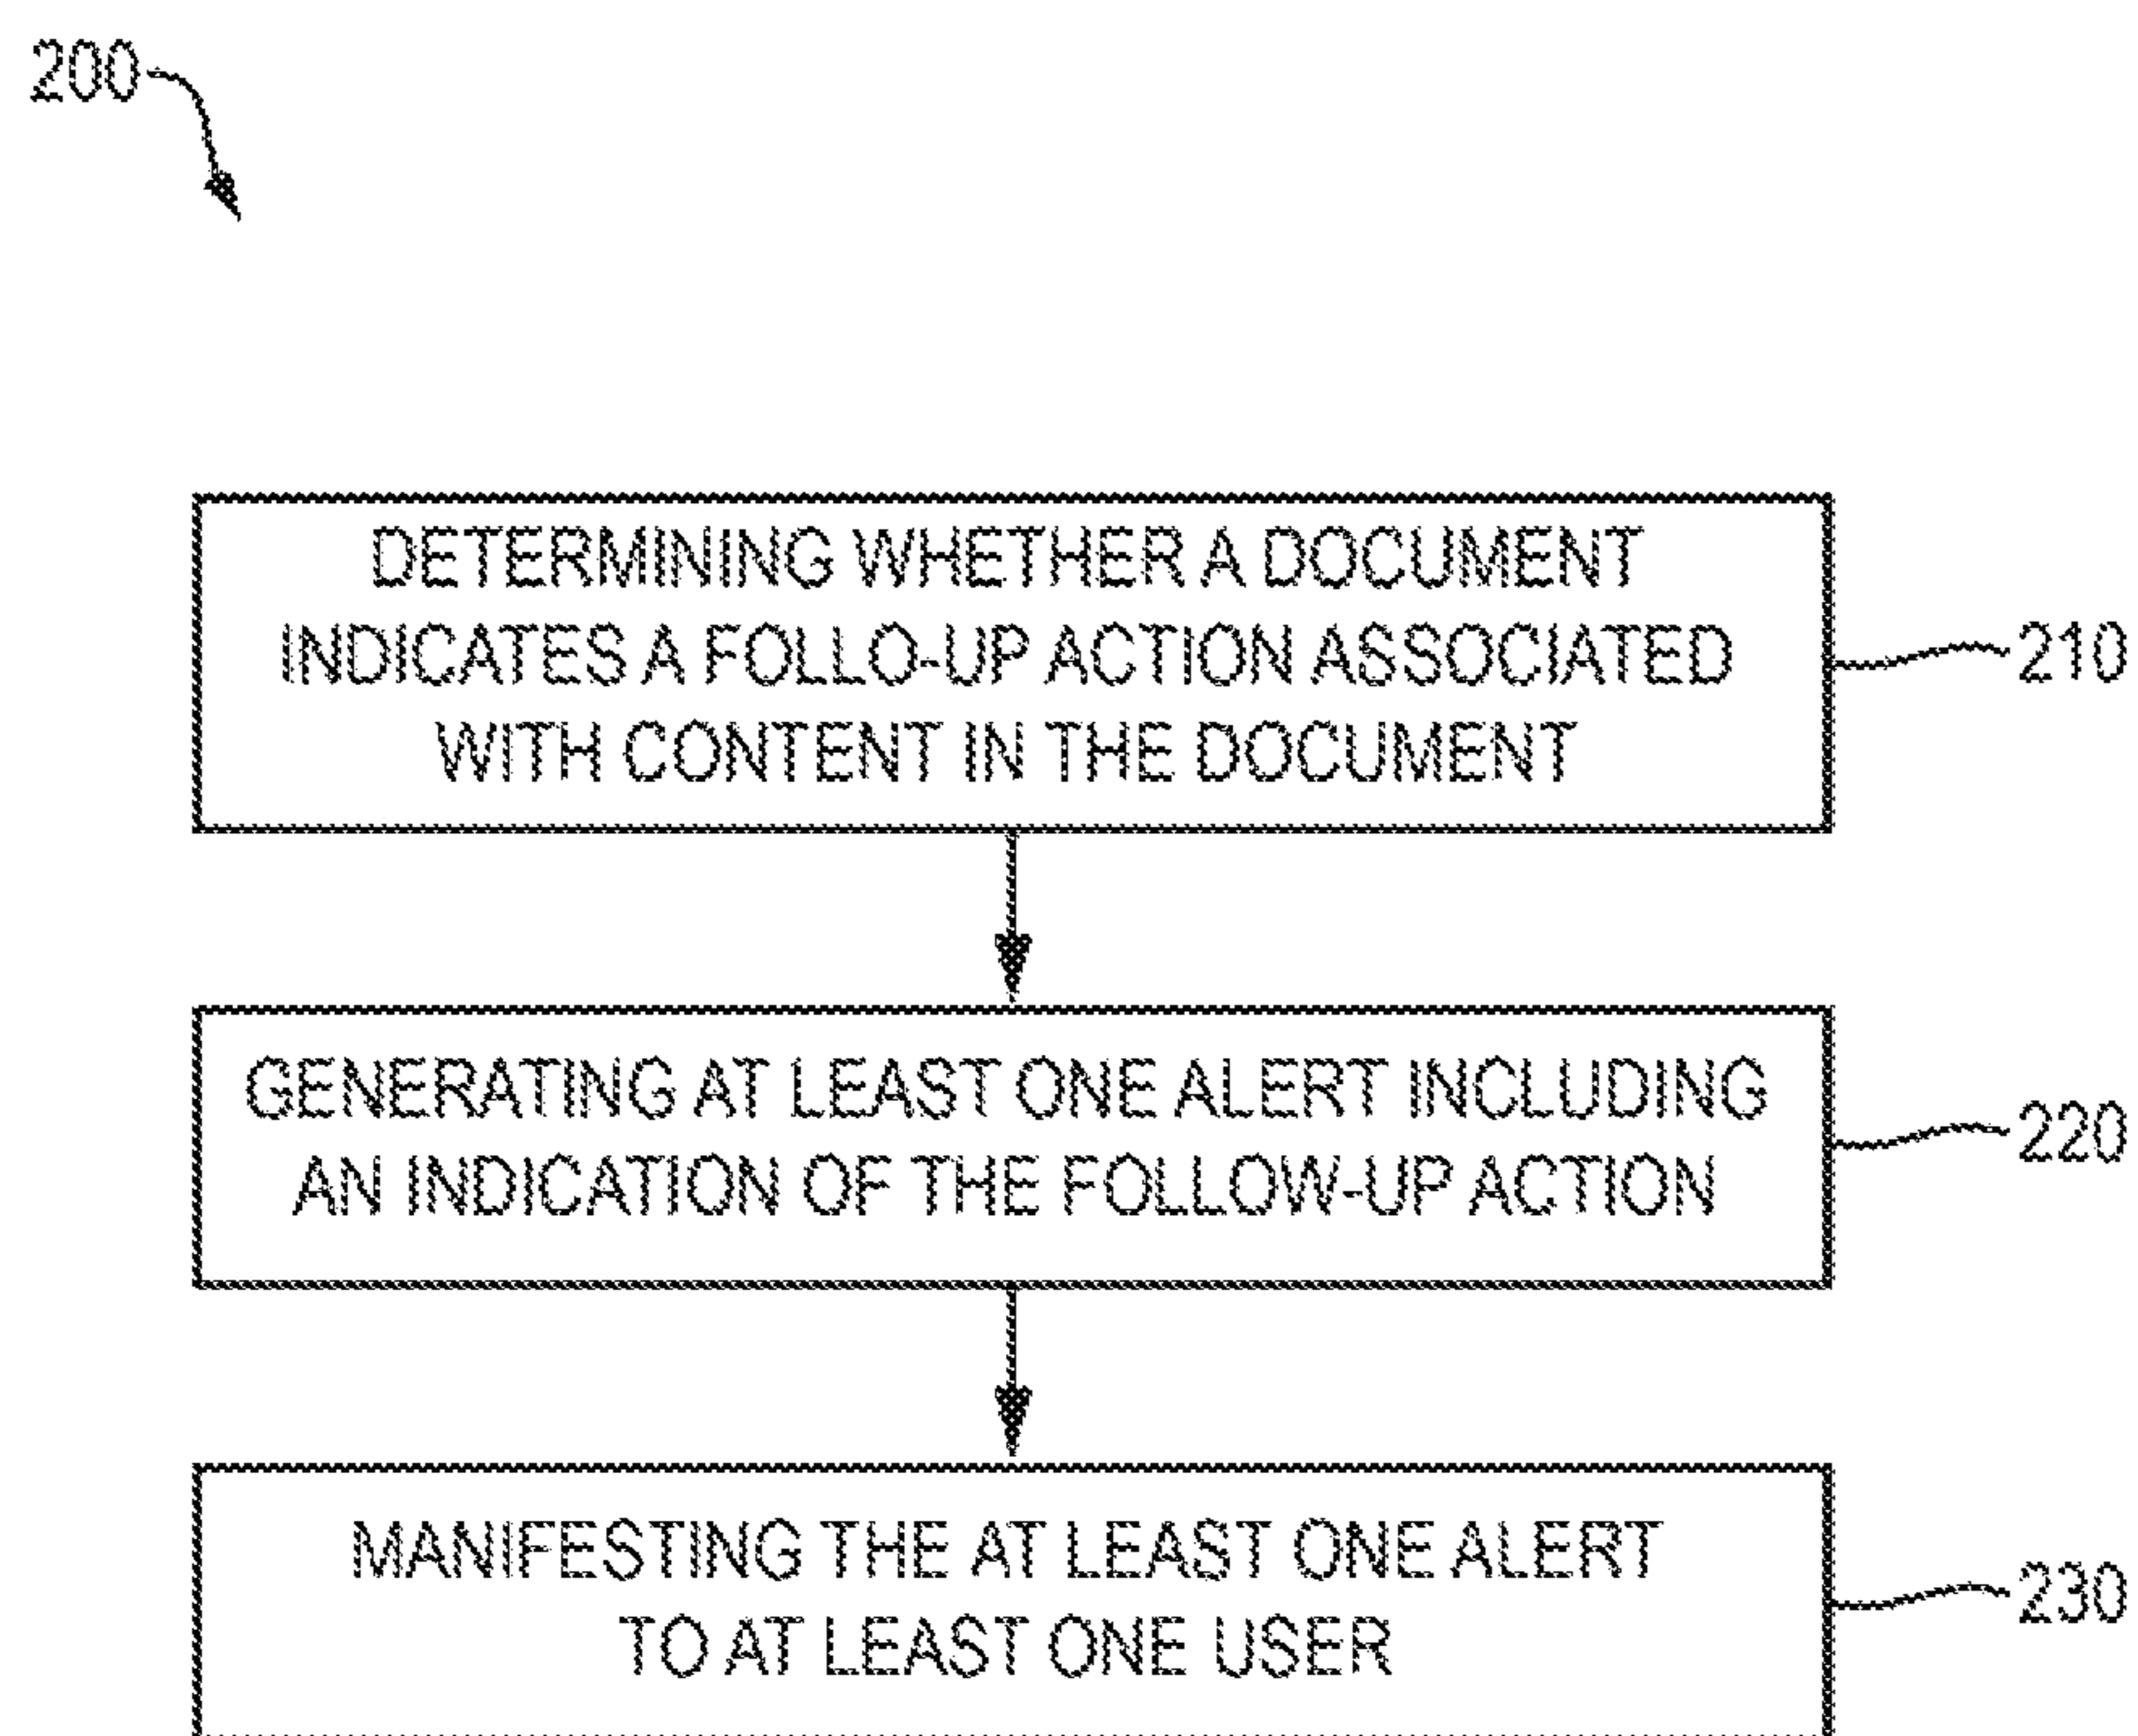 200
DETERMINING WHETHER A DOCUMENT
INDICATES A FOLLO-UP ACTION ASSOCIATED
WITH CONTENT IN THE DOCUMENT
210
GENERATING AT LEAST ONE ALERT INCLUDING
AN INDICATION OF THE FOLLOW-UP ACTION
220
MANIFESTING THE AT LEAST ONE ALERT
TO AT LEAST ONE USER
230